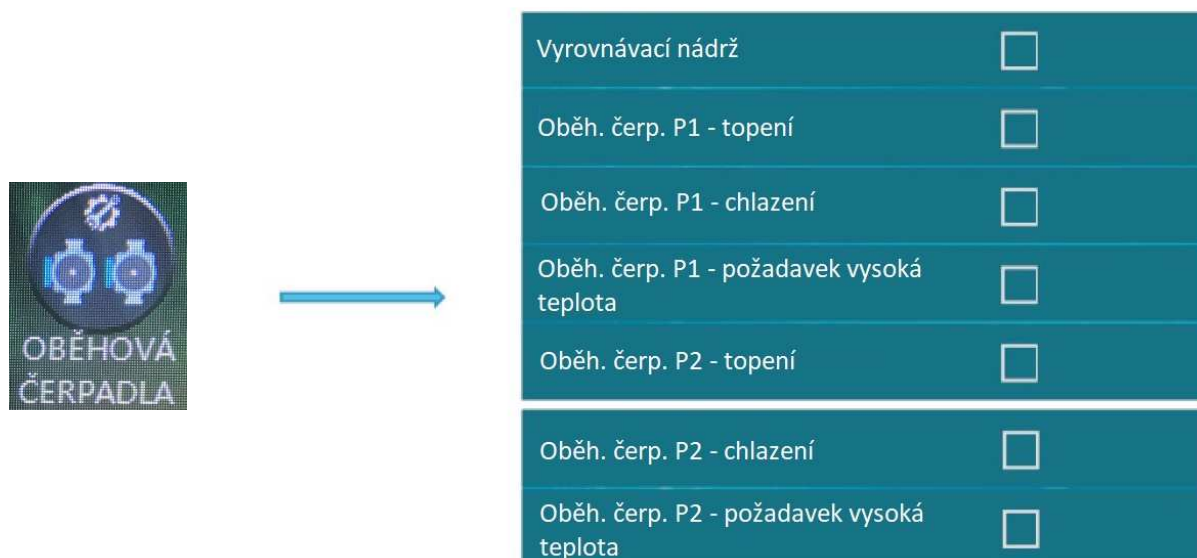 OBĚHOVÁ
ČERPADLA
Vyrovnávací nádrž
Oběh. čerp. P1 - topení
Oběh. čerp. P1 - chlazení
Oběh. čerp. P1 - požadavek vysoká
teplota
Oběh. čerp. P2 - topení
Oběh. čerp. P2 - chlazení
Oběh. čerp. P2 - požadavek vysoká
teplota